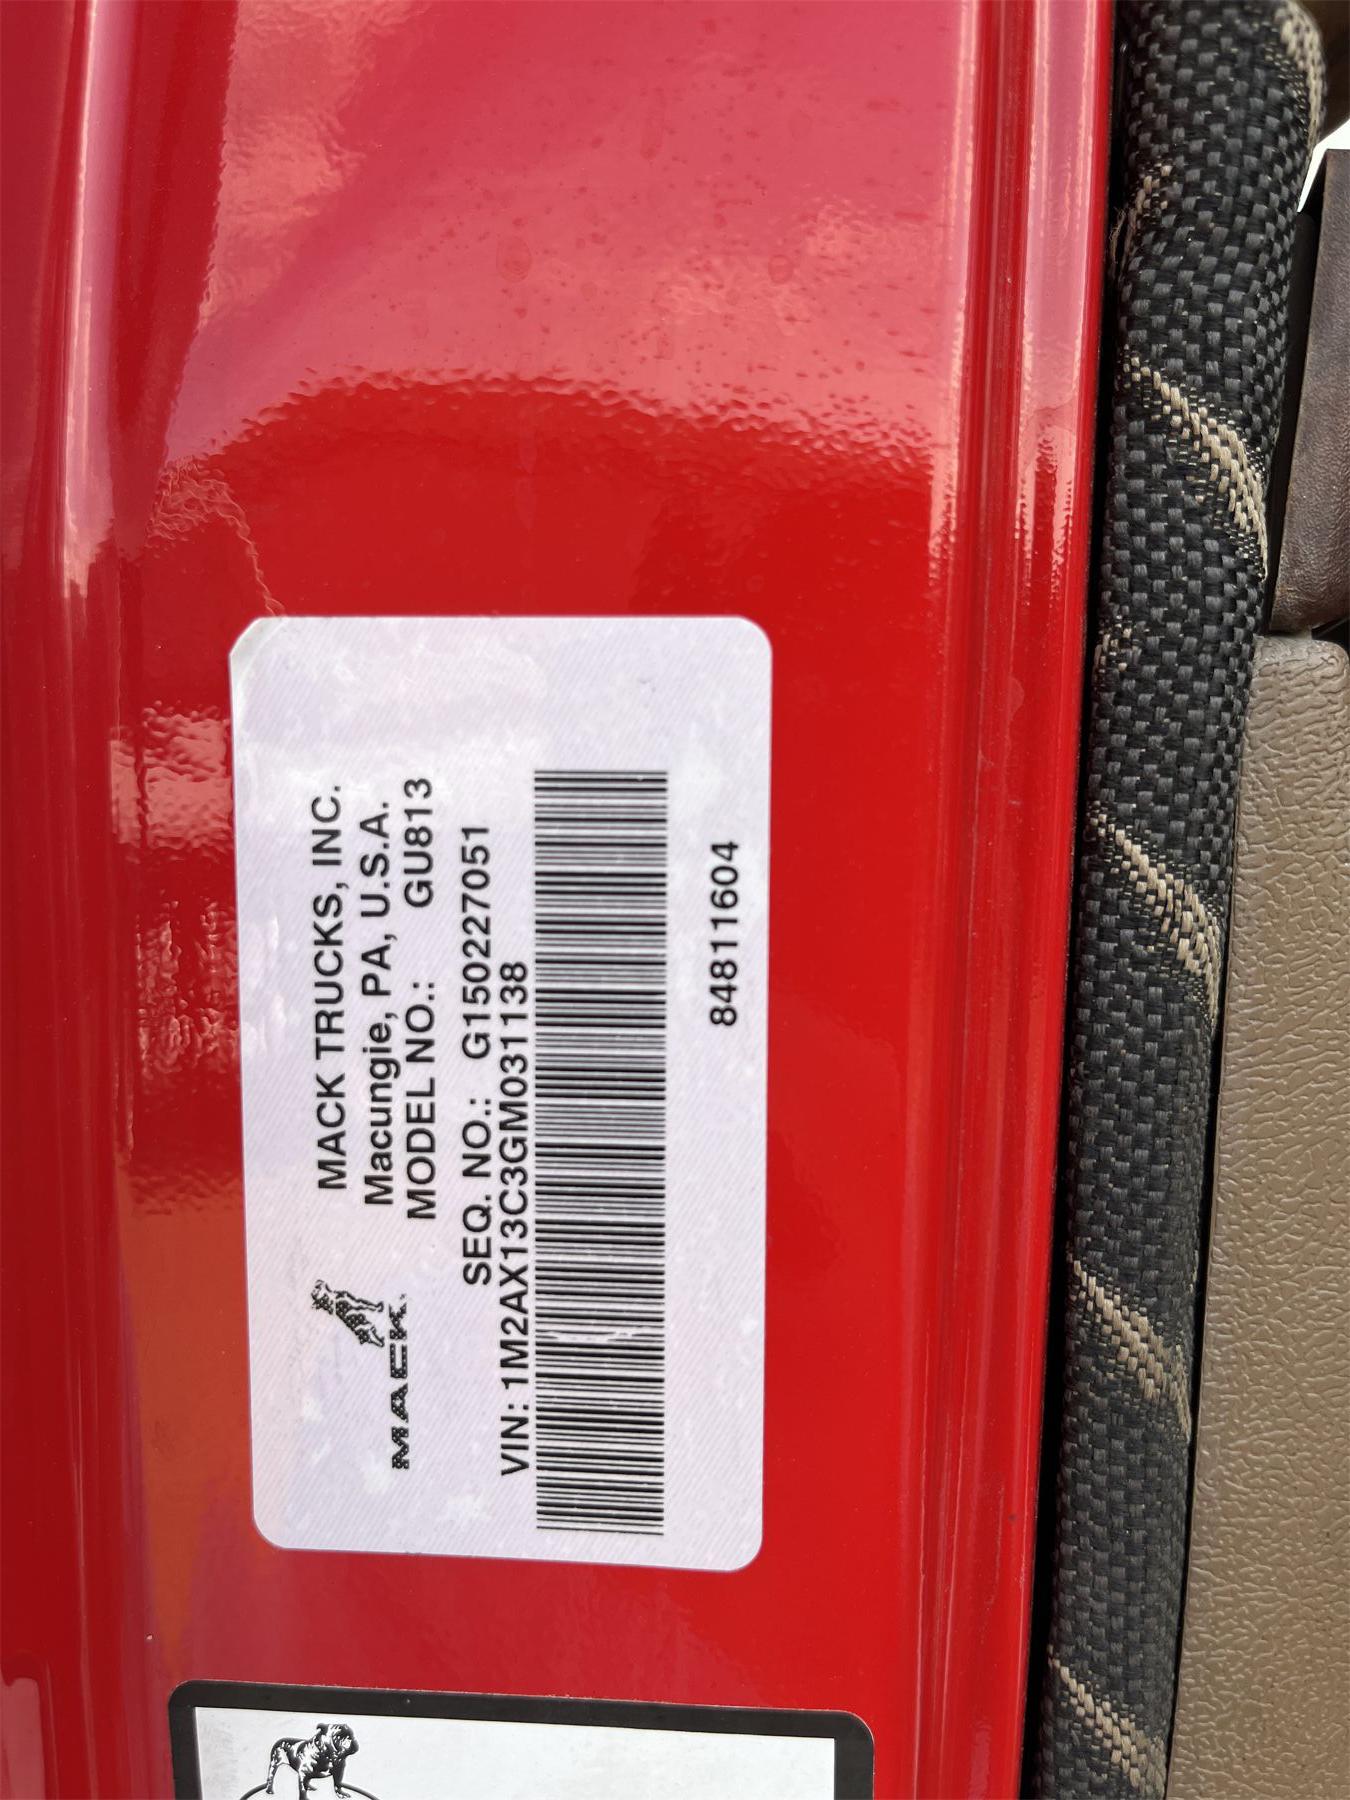 MACK
MACK TRUCKS, INC.
Macungie, PA, U.S.A.
MODEL NO.: GU813
SEQ. NO.: G1502227051
VIN: 1M2AX13C3GM031138
84811604